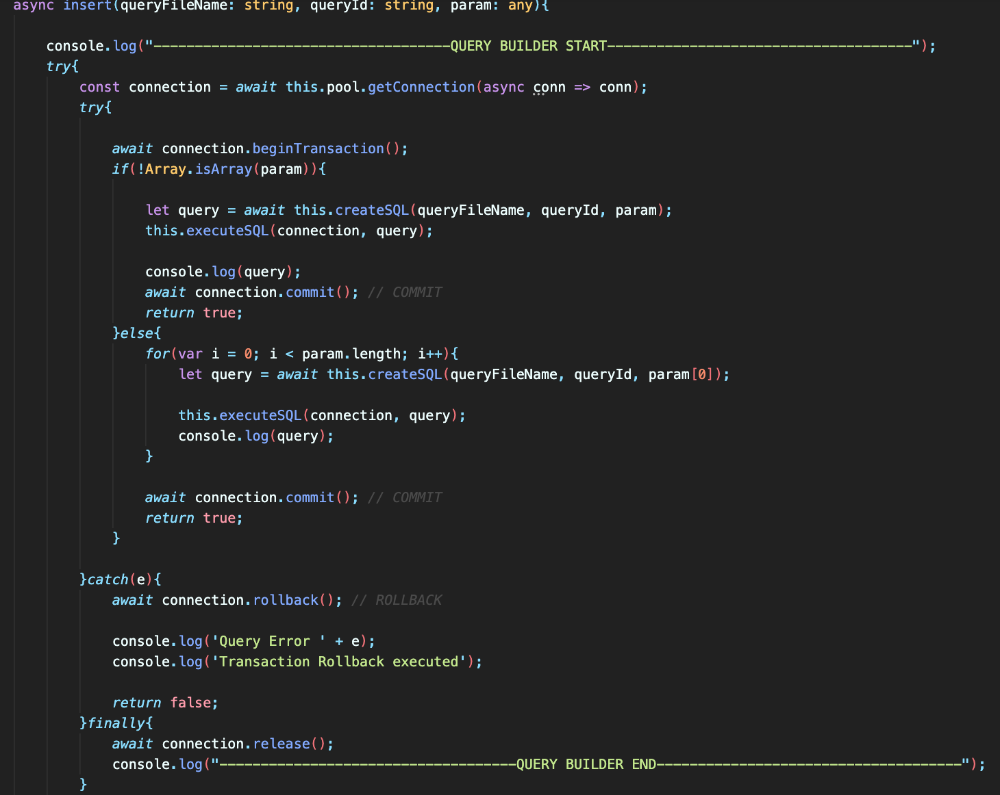 async insert(queryFileName: string, queryId: string, param: any){
console.log("------------------------------------QUERY BUILDER START-------------------------------------");
try{
const connection = await this.pool.getConnection(async conn => conn);
try{
await connection.beginTransaction();
if(!Array.isArray(param)){
let query = await this.createSQL(queryFileName, queryId, param);
this.executeSQL(connection, query);
console.log(query);
await connection.commit(); // COMMIT
return true;
}else{
for(var i = 0; i < param.length; i++){
let query = await this.createSQL(queryFileName, queryId, param[0]);
this.executeSQL(connection, query);
console.log(query);
}
await connection.commit(); // COMMIT
return true;
}
}catch(e){
await connection.rollback(); // ROLLBACK
console.log('Query Error ' + e);
console.log('Transaction Rollback executed');
return false;
}finally{
await connection.release();
console.log("------------------------------------QUERY BUILDER END-------------------------------------");
}